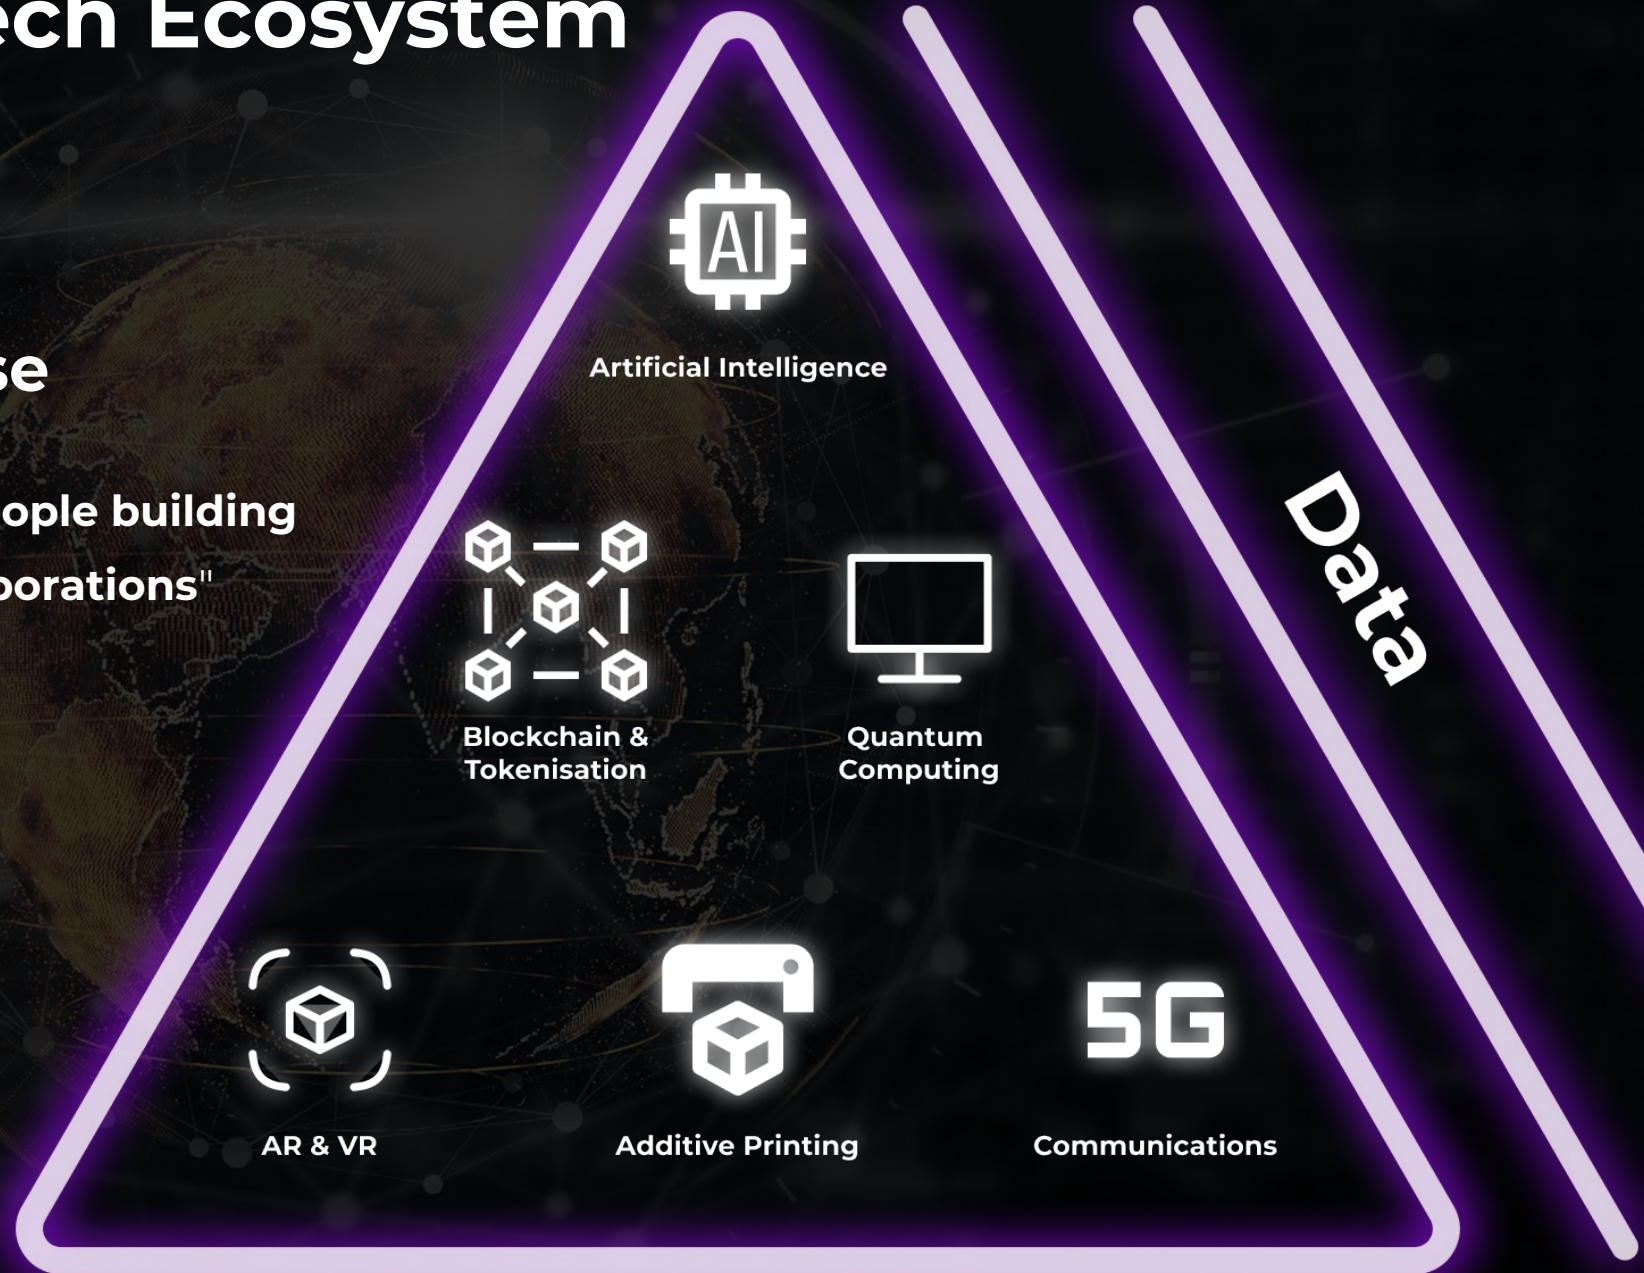 ech Ecosystem
se
ople building
porations"
AI
Artificial Intelligence
Blockchain &
Tokenisation
Quantum
Computing
Data
5G
AR & VR
Additive Printing
Communications